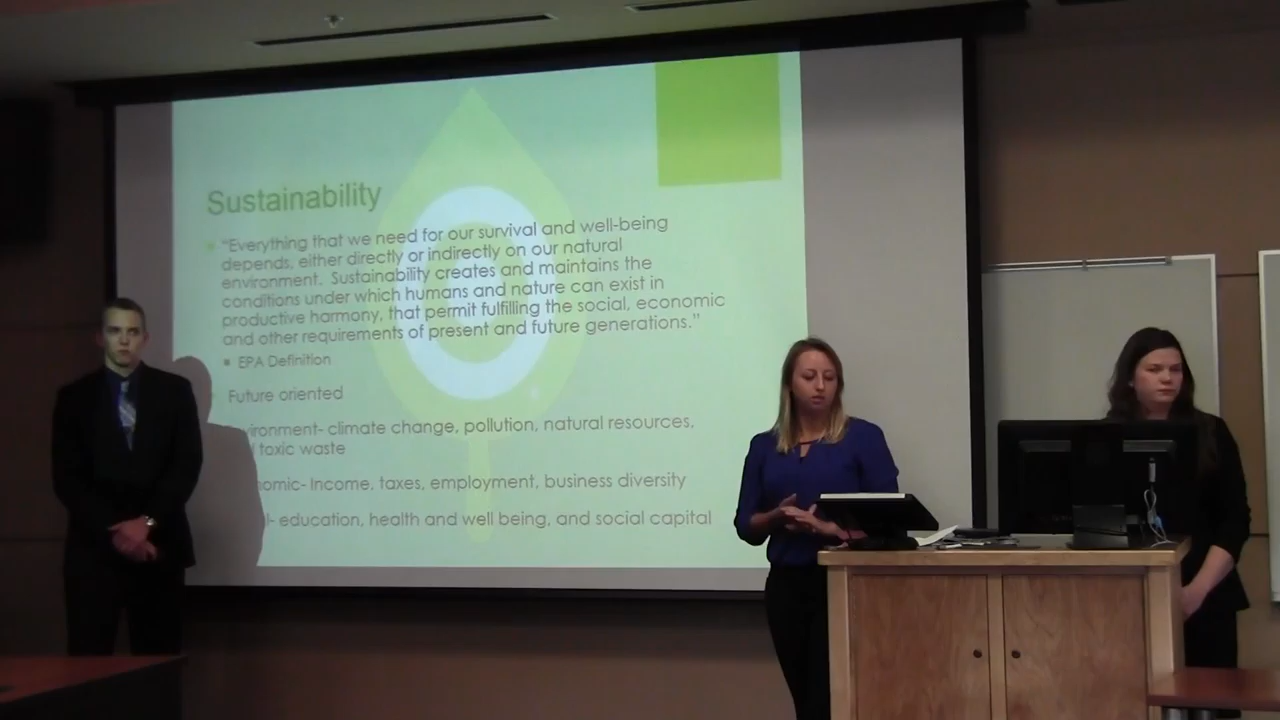 Sustainability
“Everything that we need for our survival and well-being
depends, either directly or indirectly on our natural
environment. Sustainability creates and maintains the
conditions under which humans and nature can exist in
productive harmony, that permit fulfilling the social, economic
and other requirements of present and future generations.”
EPA Definition
Future oriented
climate change, pollution, natural resources,
toxic waste
Income, taxes, employment, business diversity
education, health and well being, and social capital